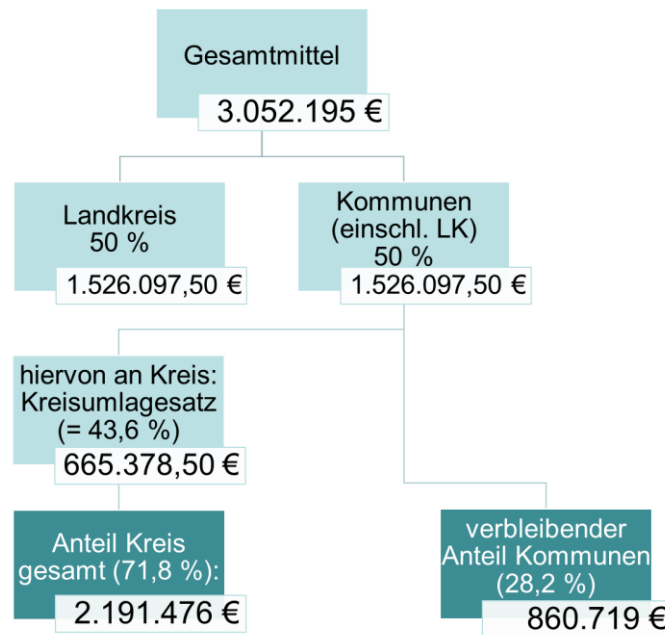 Gesamtmittel
3.052.195 €
Landkreis
50 %
1.526.097,50 €
Kommunen
(einschl. LK)
50 %
1.526.097,50 €
hiervon an Kreis:
Kreisumlagesatz
(= 43,6 %)
665.378,50 €
Anteil Kreis
gesamt (71,8 %):
2.191.476 €
verbleibender
Anteil Kommunen
(28,2 %)
860.719 €